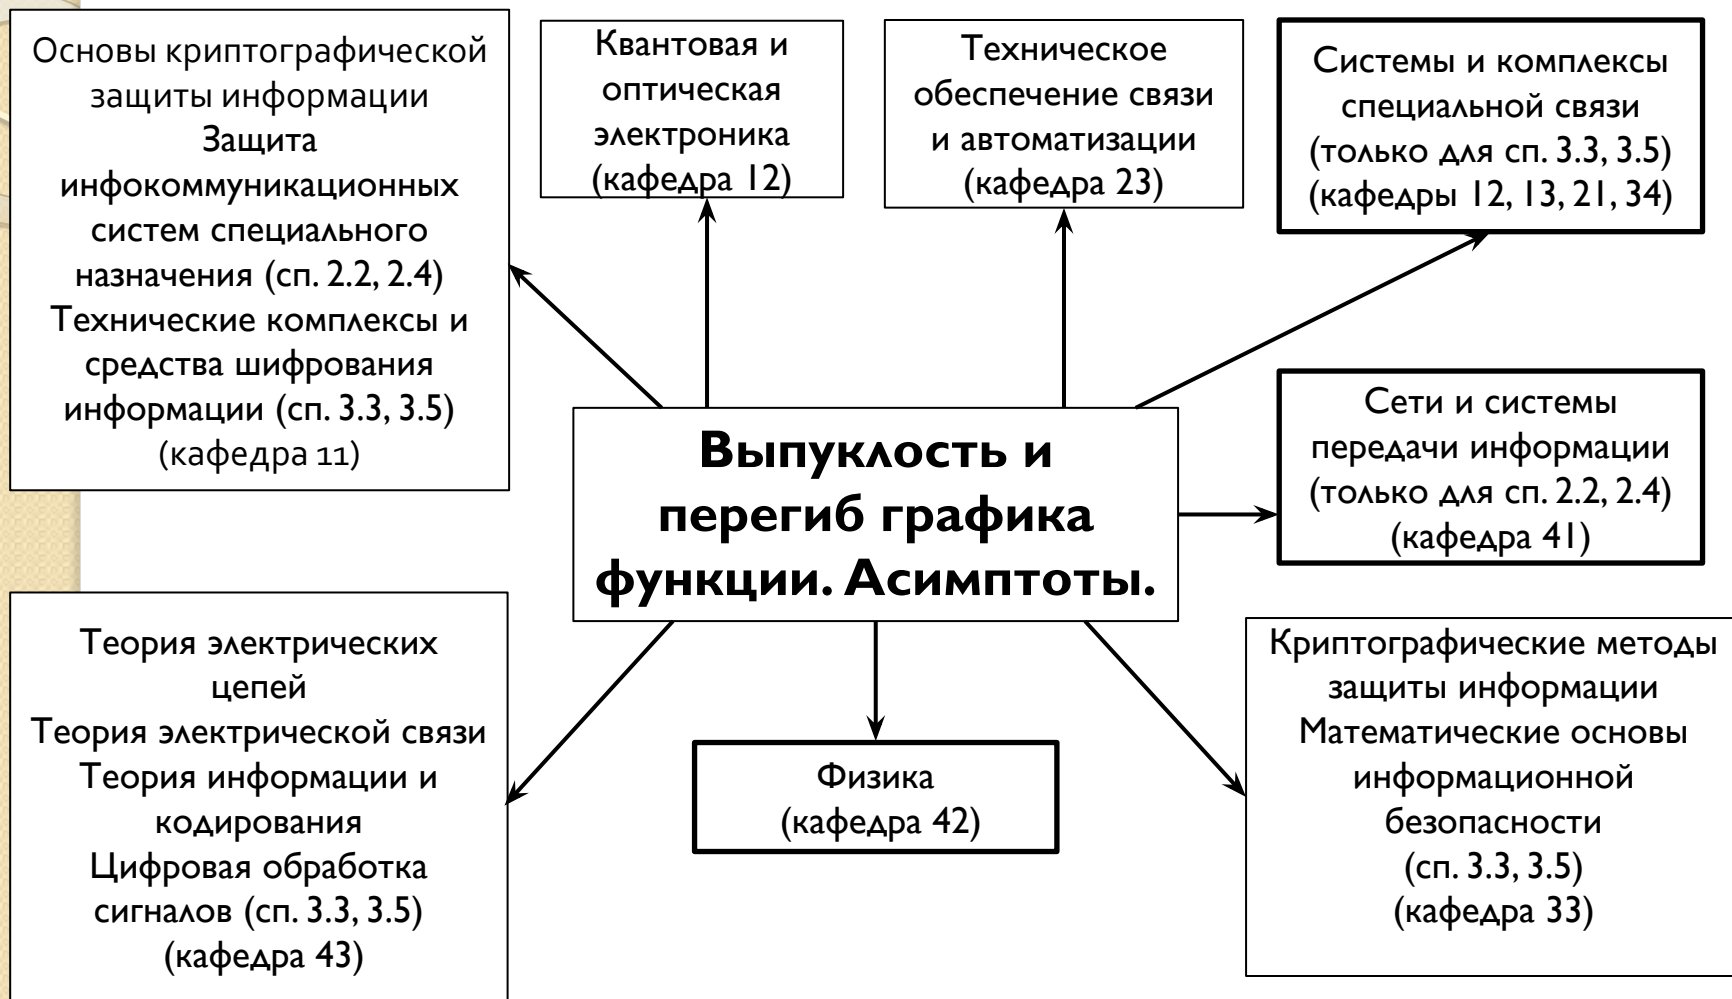 Основы криптографической
защиты информации
Защита
инфокоммуникационных
систем специального
назначения (сп. 2.2, 2.4)
Технические комплексы и
средства шифрования
информации (сп. 3.3, 3.5)
(кафедра 11)
Квантовая и
оптическая
электроника
(кафедра 12)
Техническое
обеспечение связи
и автоматизации
(кафедра 23)
Системы и комплексы
специальной связи
(только для сп. 3.3, 3.5)
(кафедры 12, 13, 21, 34)
Выпуклость и
перегиб графика
функции. Асимптоты.
Сети и системы
передачи информации
(только для сп. 2.2, 2.4)
(кафедра 41)
Теория электрических
цепей
Теория электрической связи
Теория информации и
кодирования
Цифровая обработка
сигналов (сп. 3.3, 3.5)
(кафедра 43)
Физика
(кафедра 42)
Криптографические методы
защиты информации
Математические основы
информационной
безопасности
(сп. 3.3, 3.5)
(кафедра 33)